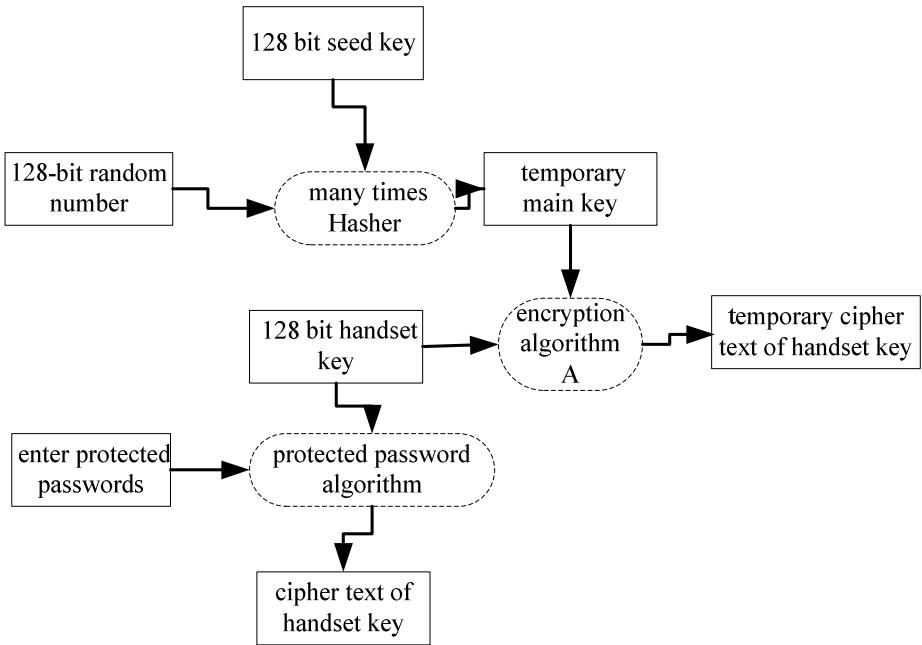 128 bit seed key
128-bit random
number
many times
Hasher
temporary
main key
128 bit handset
key
encryption
algorithm
A
temporary cipher
text of handset key
enter protected
passwords
protected password
algorithm
cipher text of
handset key